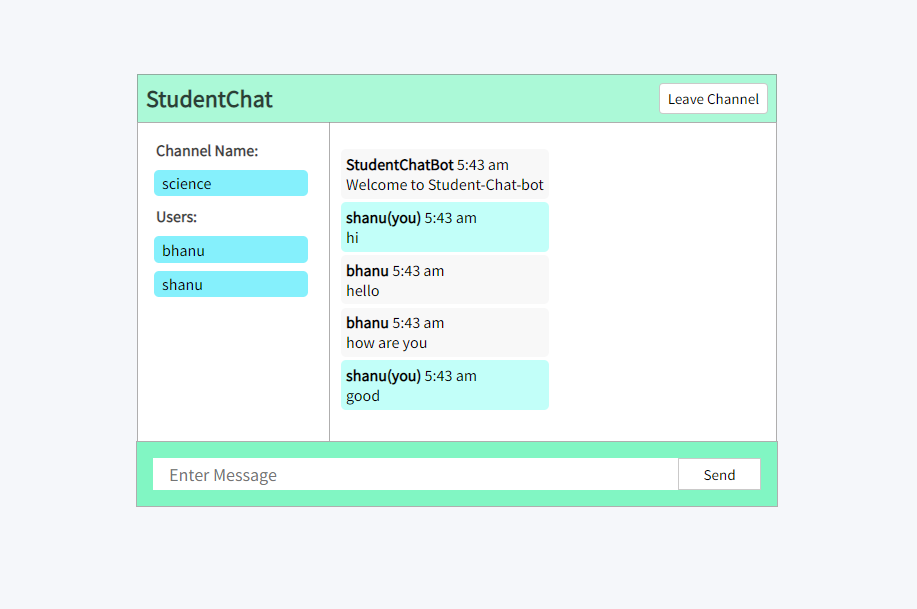 StudentChat
Leave Channel
Channel Name:
science
Users:
bhanu
shanu
StudentChatBot 5:43 am
Welcome to Student-Chat-bot
shanu(you) 5:43 am
hi
bhanu 5:43 am
hello
bhanu 5:43 am
how are you
shanu(you) 5:43 am
good
Enter Message
Send